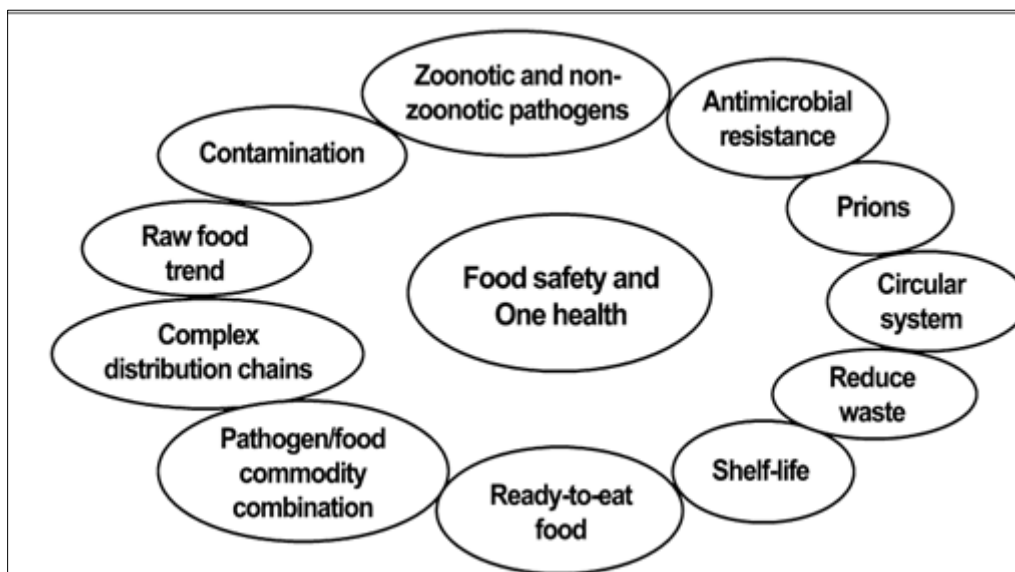 Zoonotic and non-
zoonotic pathogens
Antimicrobial
resistance
Prions
Circular
system
Reduce
waste
Shelf-life
Ready-to-eat
food
Pathogen/food
commodity
combination
Complex
distribution chains
Raw food
trend
Contamination
Food safety and
One health